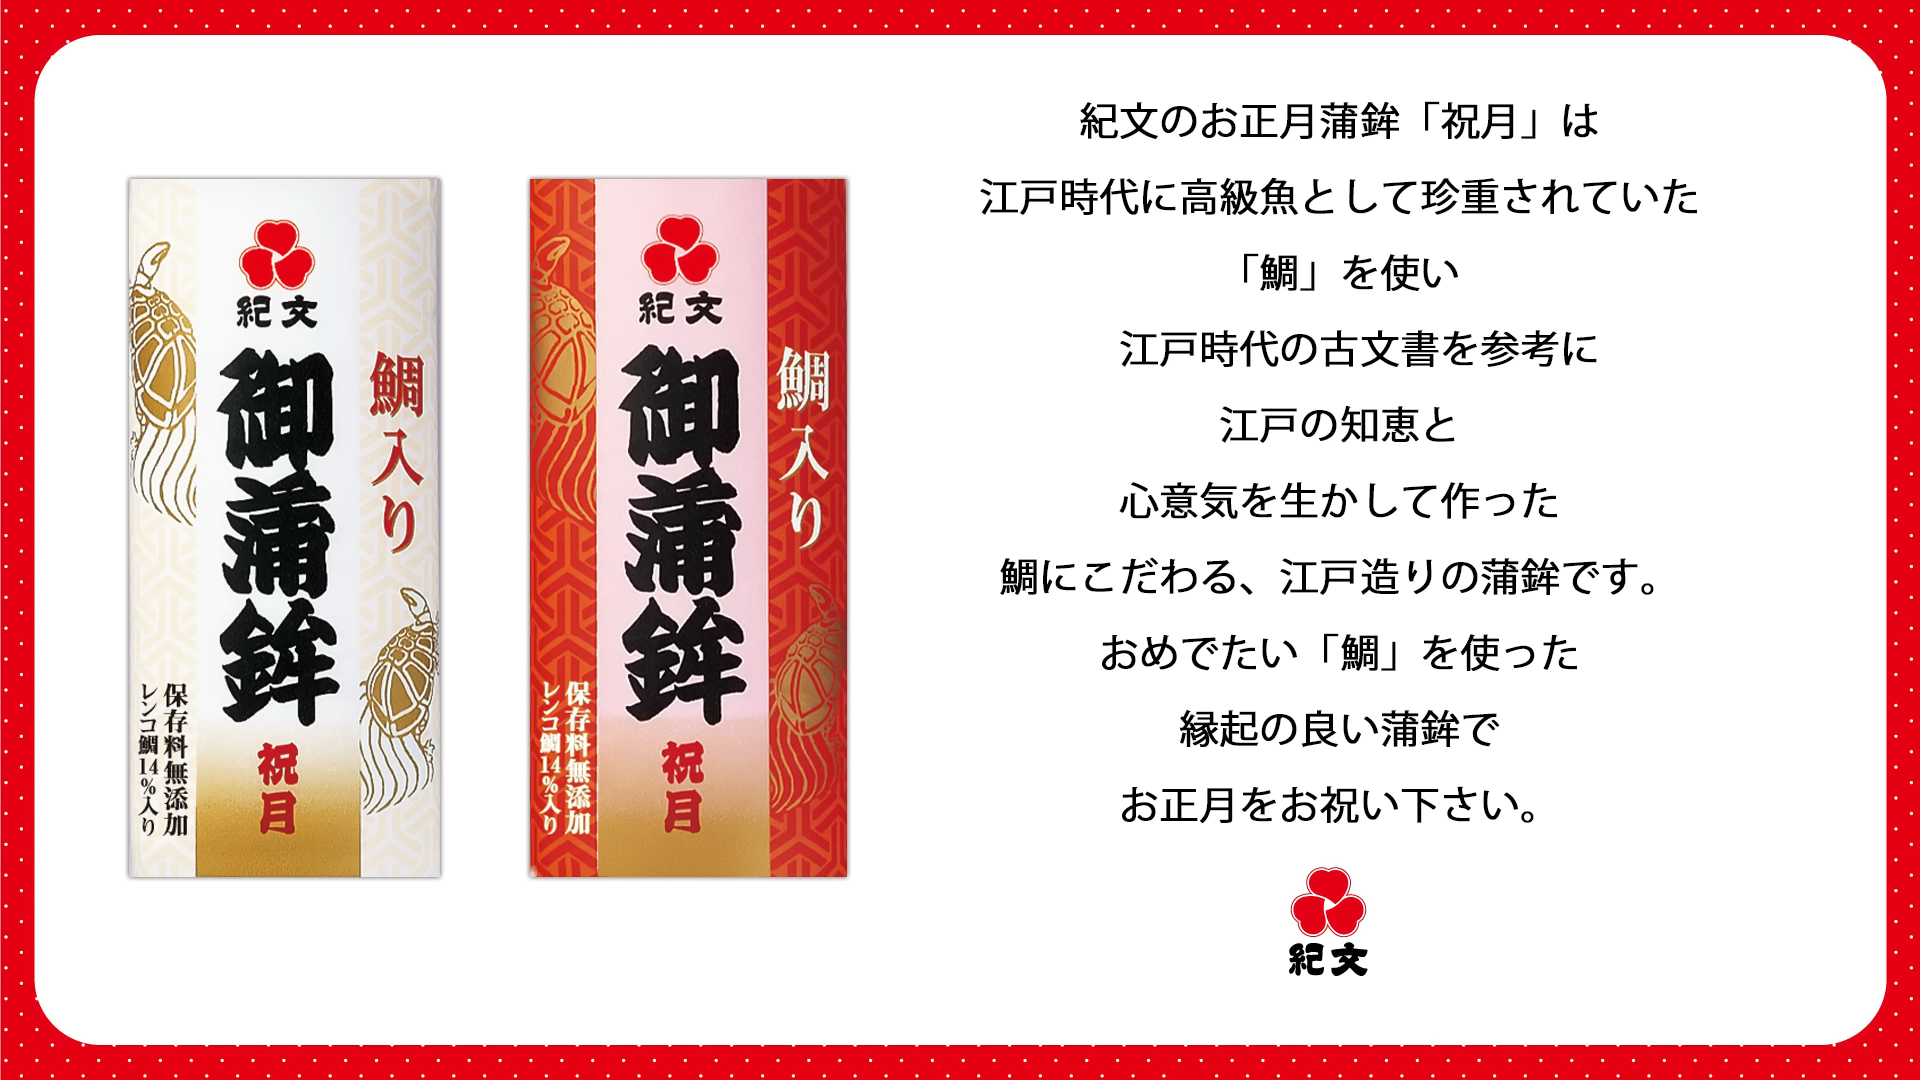 紀文
御蒲鉾
祝月
鯛入り
保存料無添加
レンコ鯛14%入り
紀文
御蒲鉾
祝月
鯛入り
保存料無添加
レンコ鯛14%入り
紀文のお正月蒲鉾「祝月」は
江戸時代に高級魚として珍重されていた
「鯛」を使い
江戸時代の古文書を参考に
江戸の知恵と
心意気を生かして作った
鯛にこだわる、江戸造りの蒲鉾です。
おめでたい「鯛」を使った
縁起の良い蒲鉾で
お正月をお祝い下さい。
紀文